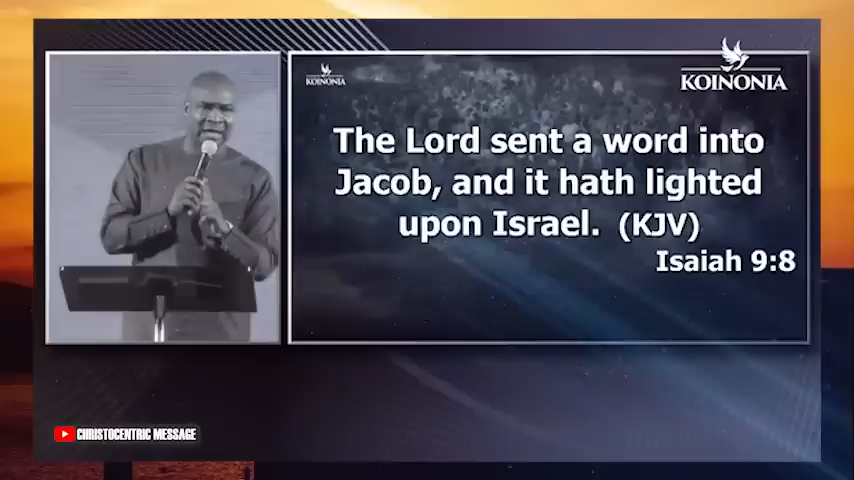 KOINONIA
KOINONIA
The Lord sent a word into
Jacob, and it hath lighted
upon Israel. (KJV)
Isaiah 9:8
CHRISTOCENTRIC MESSAGE